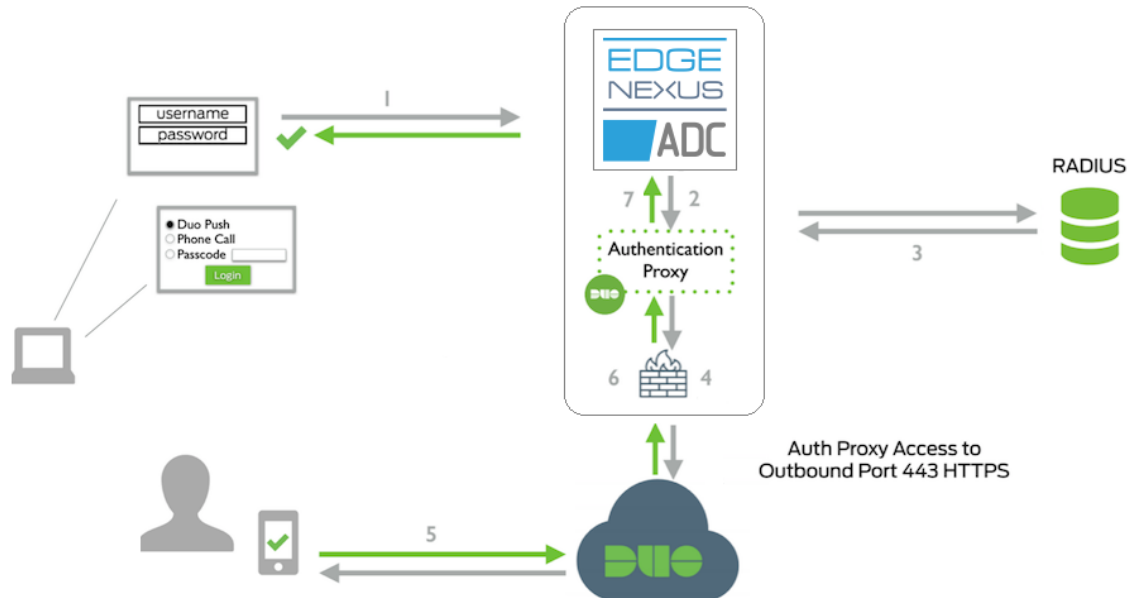 EDGE
NEXUS
ADC
1
username
password
7
2
RADIUS
Duo Push
Phone Call
Passcode
Login
Authentication
Proxy
DUO
3
6
4
Auth Proxy Access to
Outbound Port 443 HTTPS
5
DUO